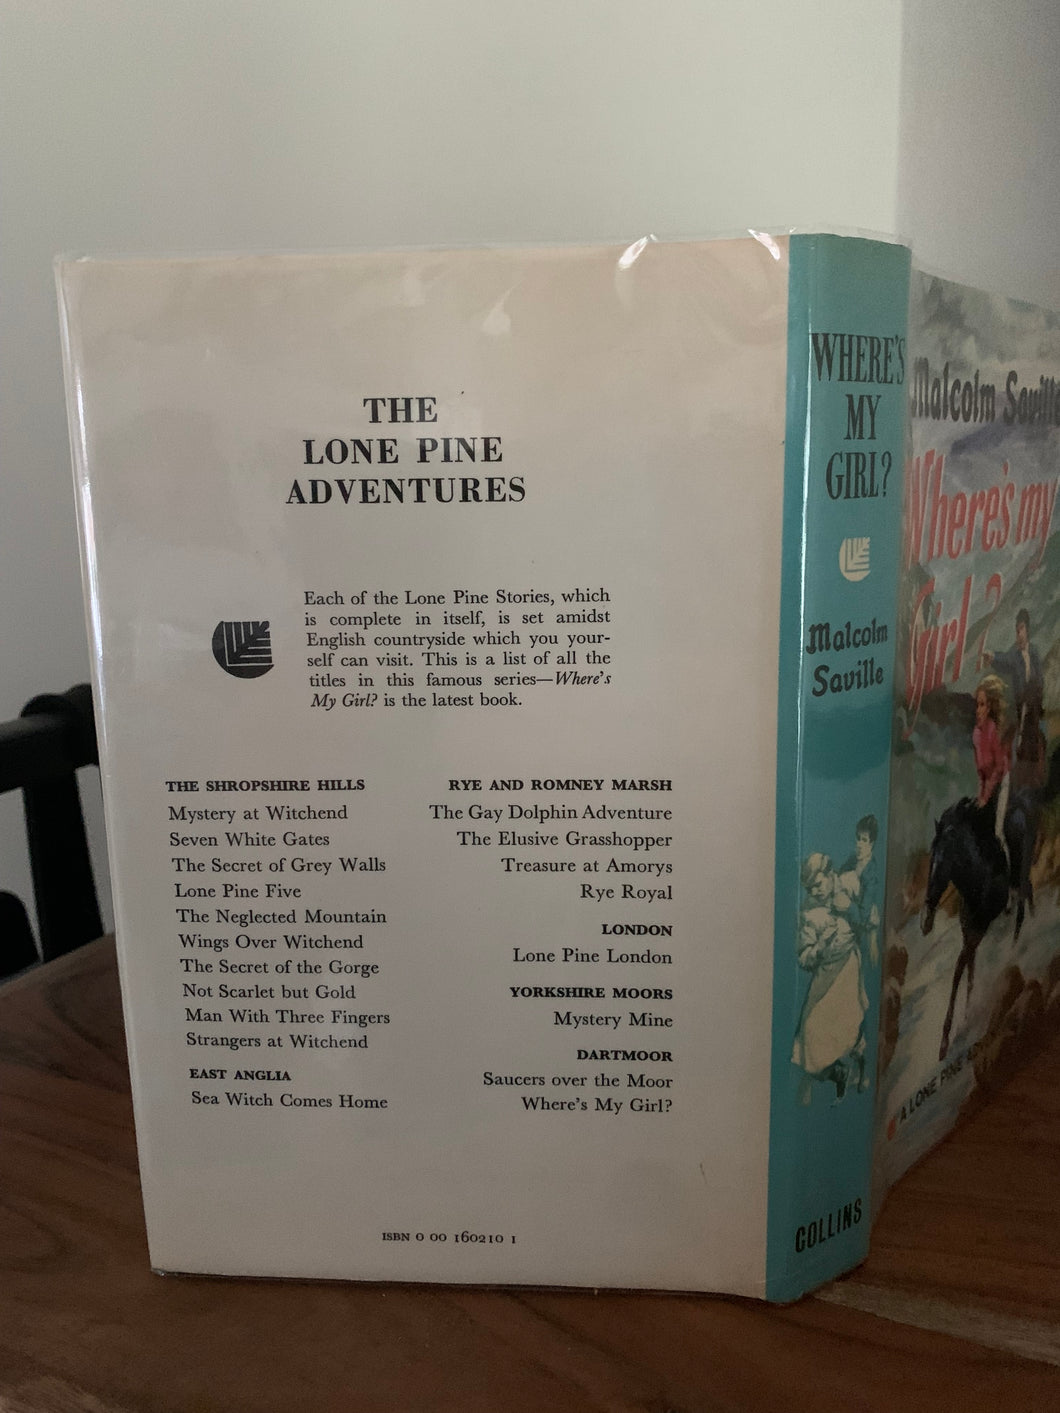 THE
LONE PINE
ADVENTURES
Each of the Lone Pine Stories, which
is complete in itself, is set amidst
English countryside which you your-
self can visit. This is a list of all the
titles in this famous series—Where's
My Girl? is the latest book.
THE SHROPSHIRE HILLS
Mystery at Witchend
Seven White Gates
The Secret of Grey Walls
Lone Pine Five
The Neglected Mountain
Wings Over Witchend
The Secret of the Gorge
Not Scarlet but Gold
Man With Three Fingers
Strangers at Witchend
EAST ANGLIA
Sea Witch Comes Home
RYE AND ROMNEY MARSH
The Gay Dolphin Adventure
The Elusive Grasshopper
Treasure at Amorys
Rye Royal
LONDON
Lone Pine London
YORKSHIRE MOORS
Mystery Mine
DARTMOOR
Saucers over the Moor
Where's My Girl?
ISBN 0 00 160210 1
WHERE'S
MY
GIRL?
Malcolm
Saville
COLLINS
Malcolm Saville
Where's my
Girl?
A LONE PINE